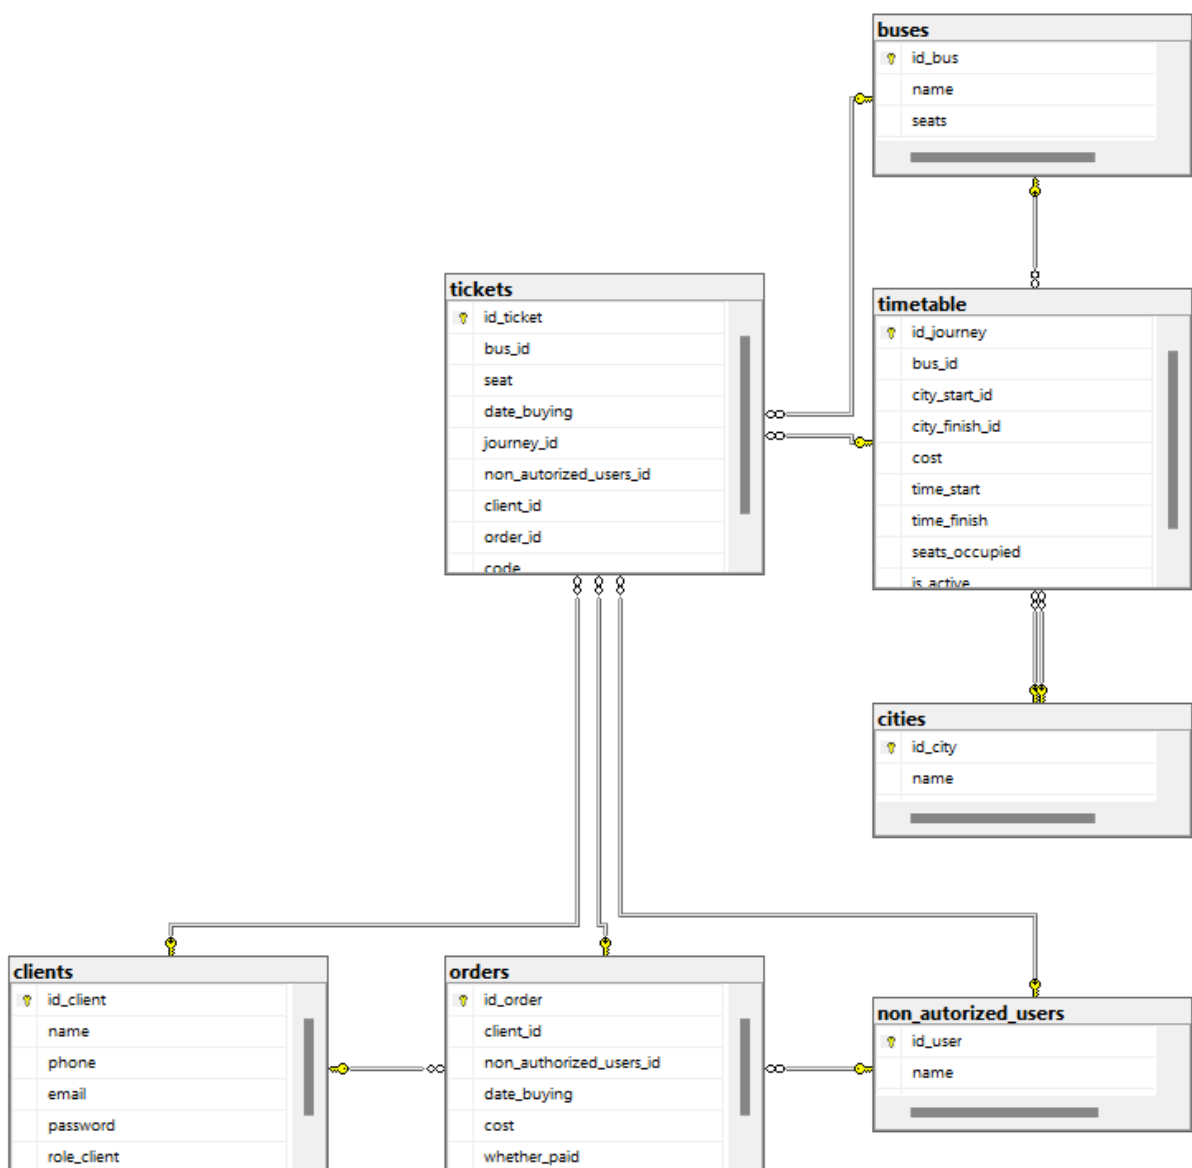 buses
id_bus
name
seats
tickets
id_ticket
bus_id
seat
date_buying
journey_id
non_autorized_users_id
client_id
order_id
code
timetable
id_journey
bus_id
city_start_id
city_finish_id
cost
time_start
time_finish
seats_occupied
is_active
cities
id_city
name
clients
id_client
name
phone
email
password
role_client
orders
id_order
client_id
non_authorized_users_id
date_buying
cost
whether_paid
non_autorized_users
id_user
name